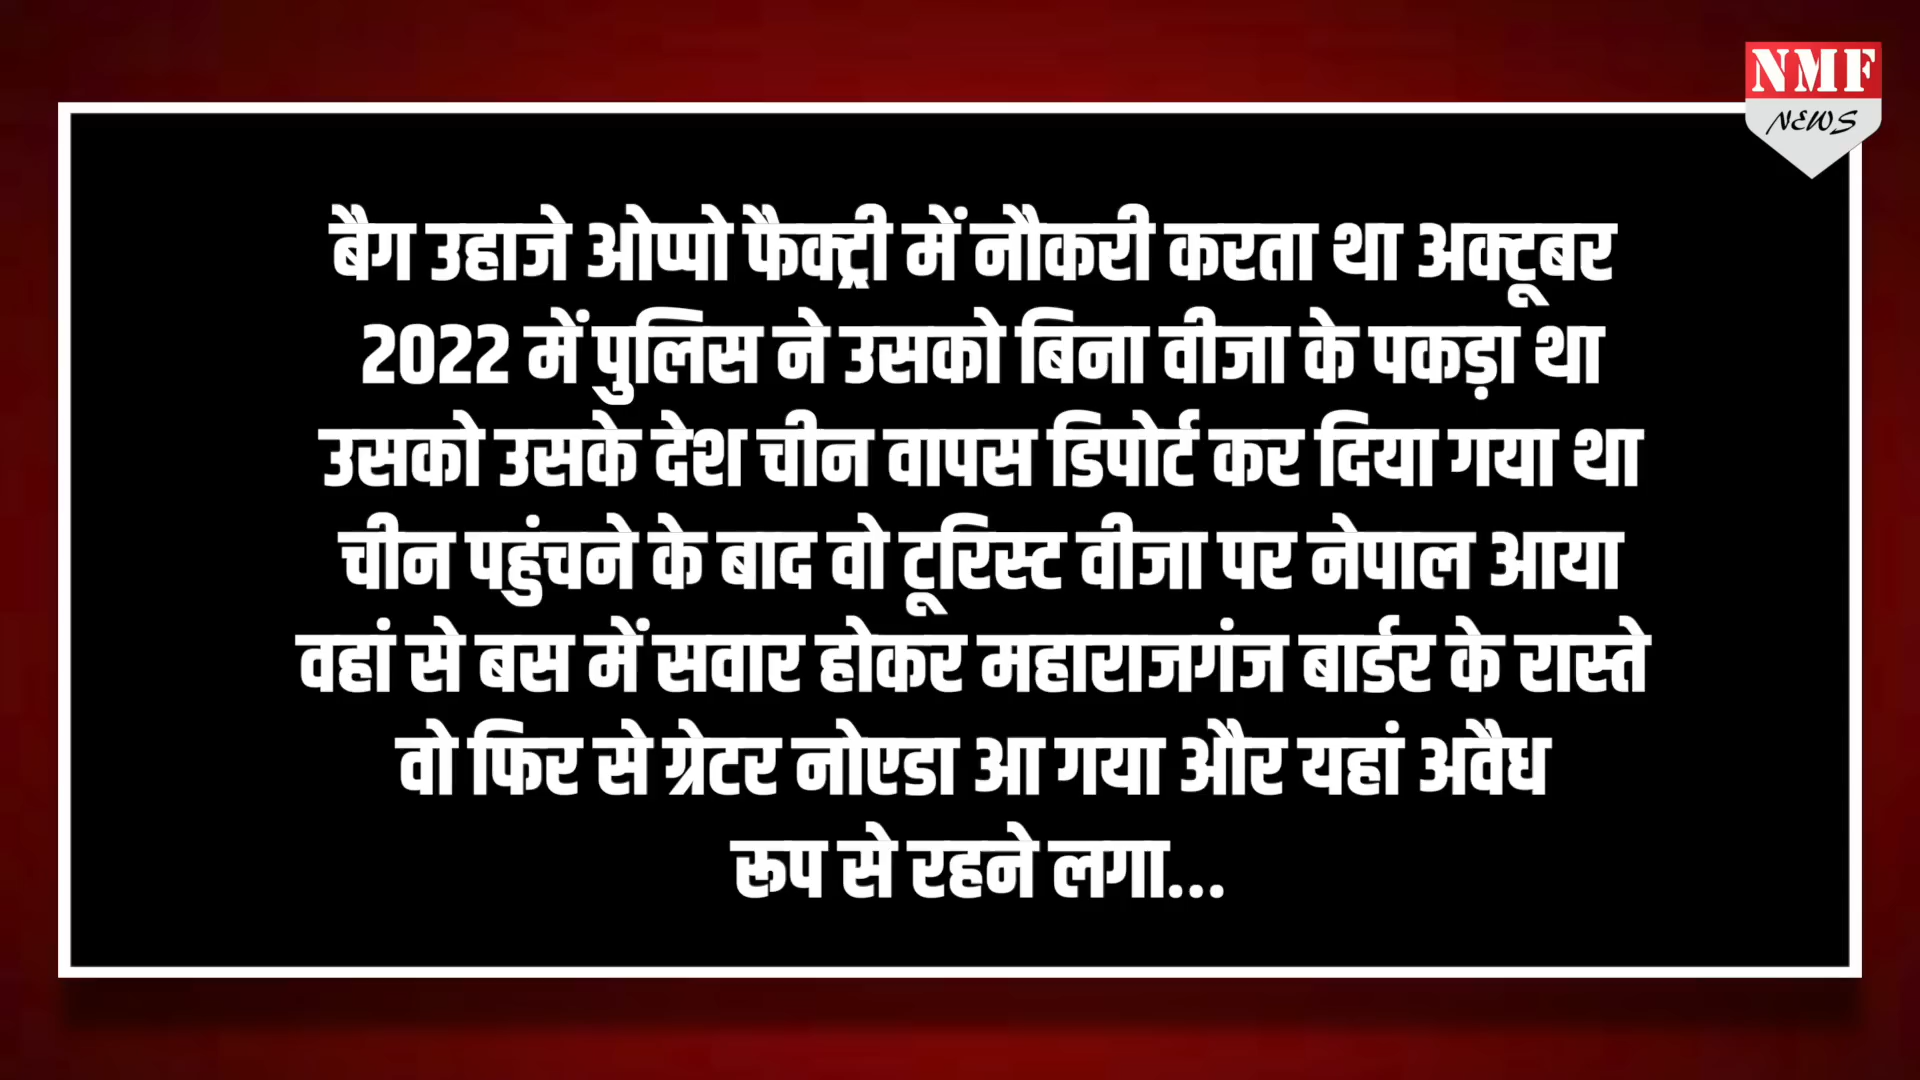 NMF
NEWS
बैग उहाजे ओप्पो फैक्ट्री में नौकरी करता था अक्टूबर
2022 में पुलिस ने उसको बिना वीजा के पकड़ा था
उसको उसके देश चीन वापस डिपोर्ट कर दिया गया था
चीन पहुंचने के बाद वो टूरिस्ट वीजा पर नेपाल आया
वहां से बस में सवार होकर महाराजगंज बार्डर के रास्ते
वो फिर से ग्रेटर नोएडा आ गया और यहां अवैध
रूप से रहने लगा...